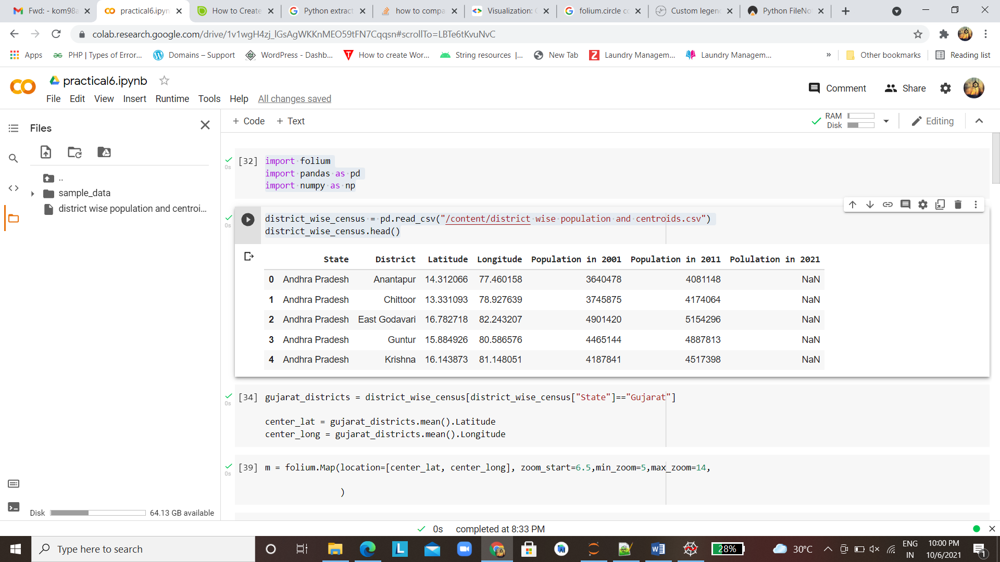 Fwd: - kom98a
practical6.ipyn
How to Create
Python extract
how to compa
Visualization:
folium.circle c
Custom legen
Python FileNo
colab.research.google.com/drive/1v1wgH4zj_lGsAgWKKnMEO59tFN7Cqqsn#scrollTo=LBTe6tKvuNvC
Apps
PHP | Types of Error...
Domains – Support
WordPress - Dashb...
How to create Wor...
String resources |...
New Tab
Laundry Managem...
Laundry Managem...
»
Other bookmarks
Reading list
practical6.ipynb
File Edit View Insert Runtime Tools Help All changes saved
Comment
Share
Files
+ Code + Text
RAM
Disk
Editing
..
sample_data
district wise population and centroi...
[32] import folium
import pandas as pd
import numpy as np
0s
district_wise_census = pd.read_csv("/content/district wise population and centroids.csv")
district_wise_census.head()
0s
State District Latitude Longitude Population in 2001 Population in 2011 Polulation in 2021
0 Andhra Pradesh Anantapur 14.312066 77.460158 3640478 4081148 NaN
1 Andhra Pradesh Chittoor 13.331093 78.927639 3745875 4174064 NaN
2 Andhra Pradesh East Godavari 16.782718 82.243207 4901420 5154296 NaN
3 Andhra Pradesh Guntur 15.884926 80.586576 4465144 4887813 NaN
4 Andhra Pradesh Krishna 16.143873 81.148051 4187841 4517398 NaN
[34] gujarat_districts = district_wise_census[district_wise_census["State"]=="Gujarat"]
0s
center_lat = gujarat_districts.mean().Latitude
center_long = gujarat_districts.mean().Longitude
[39] m = folium.Map(location=[center_lat, center_long], zoom_start=6.5,min_zoom=5,max_zoom=14,
0s
)
Disk 64.13 GB available
0s completed at 8:33 PM
Type here to search
L
28%
30°C
ENG
IN
10:00 PM
10/6/2021
1